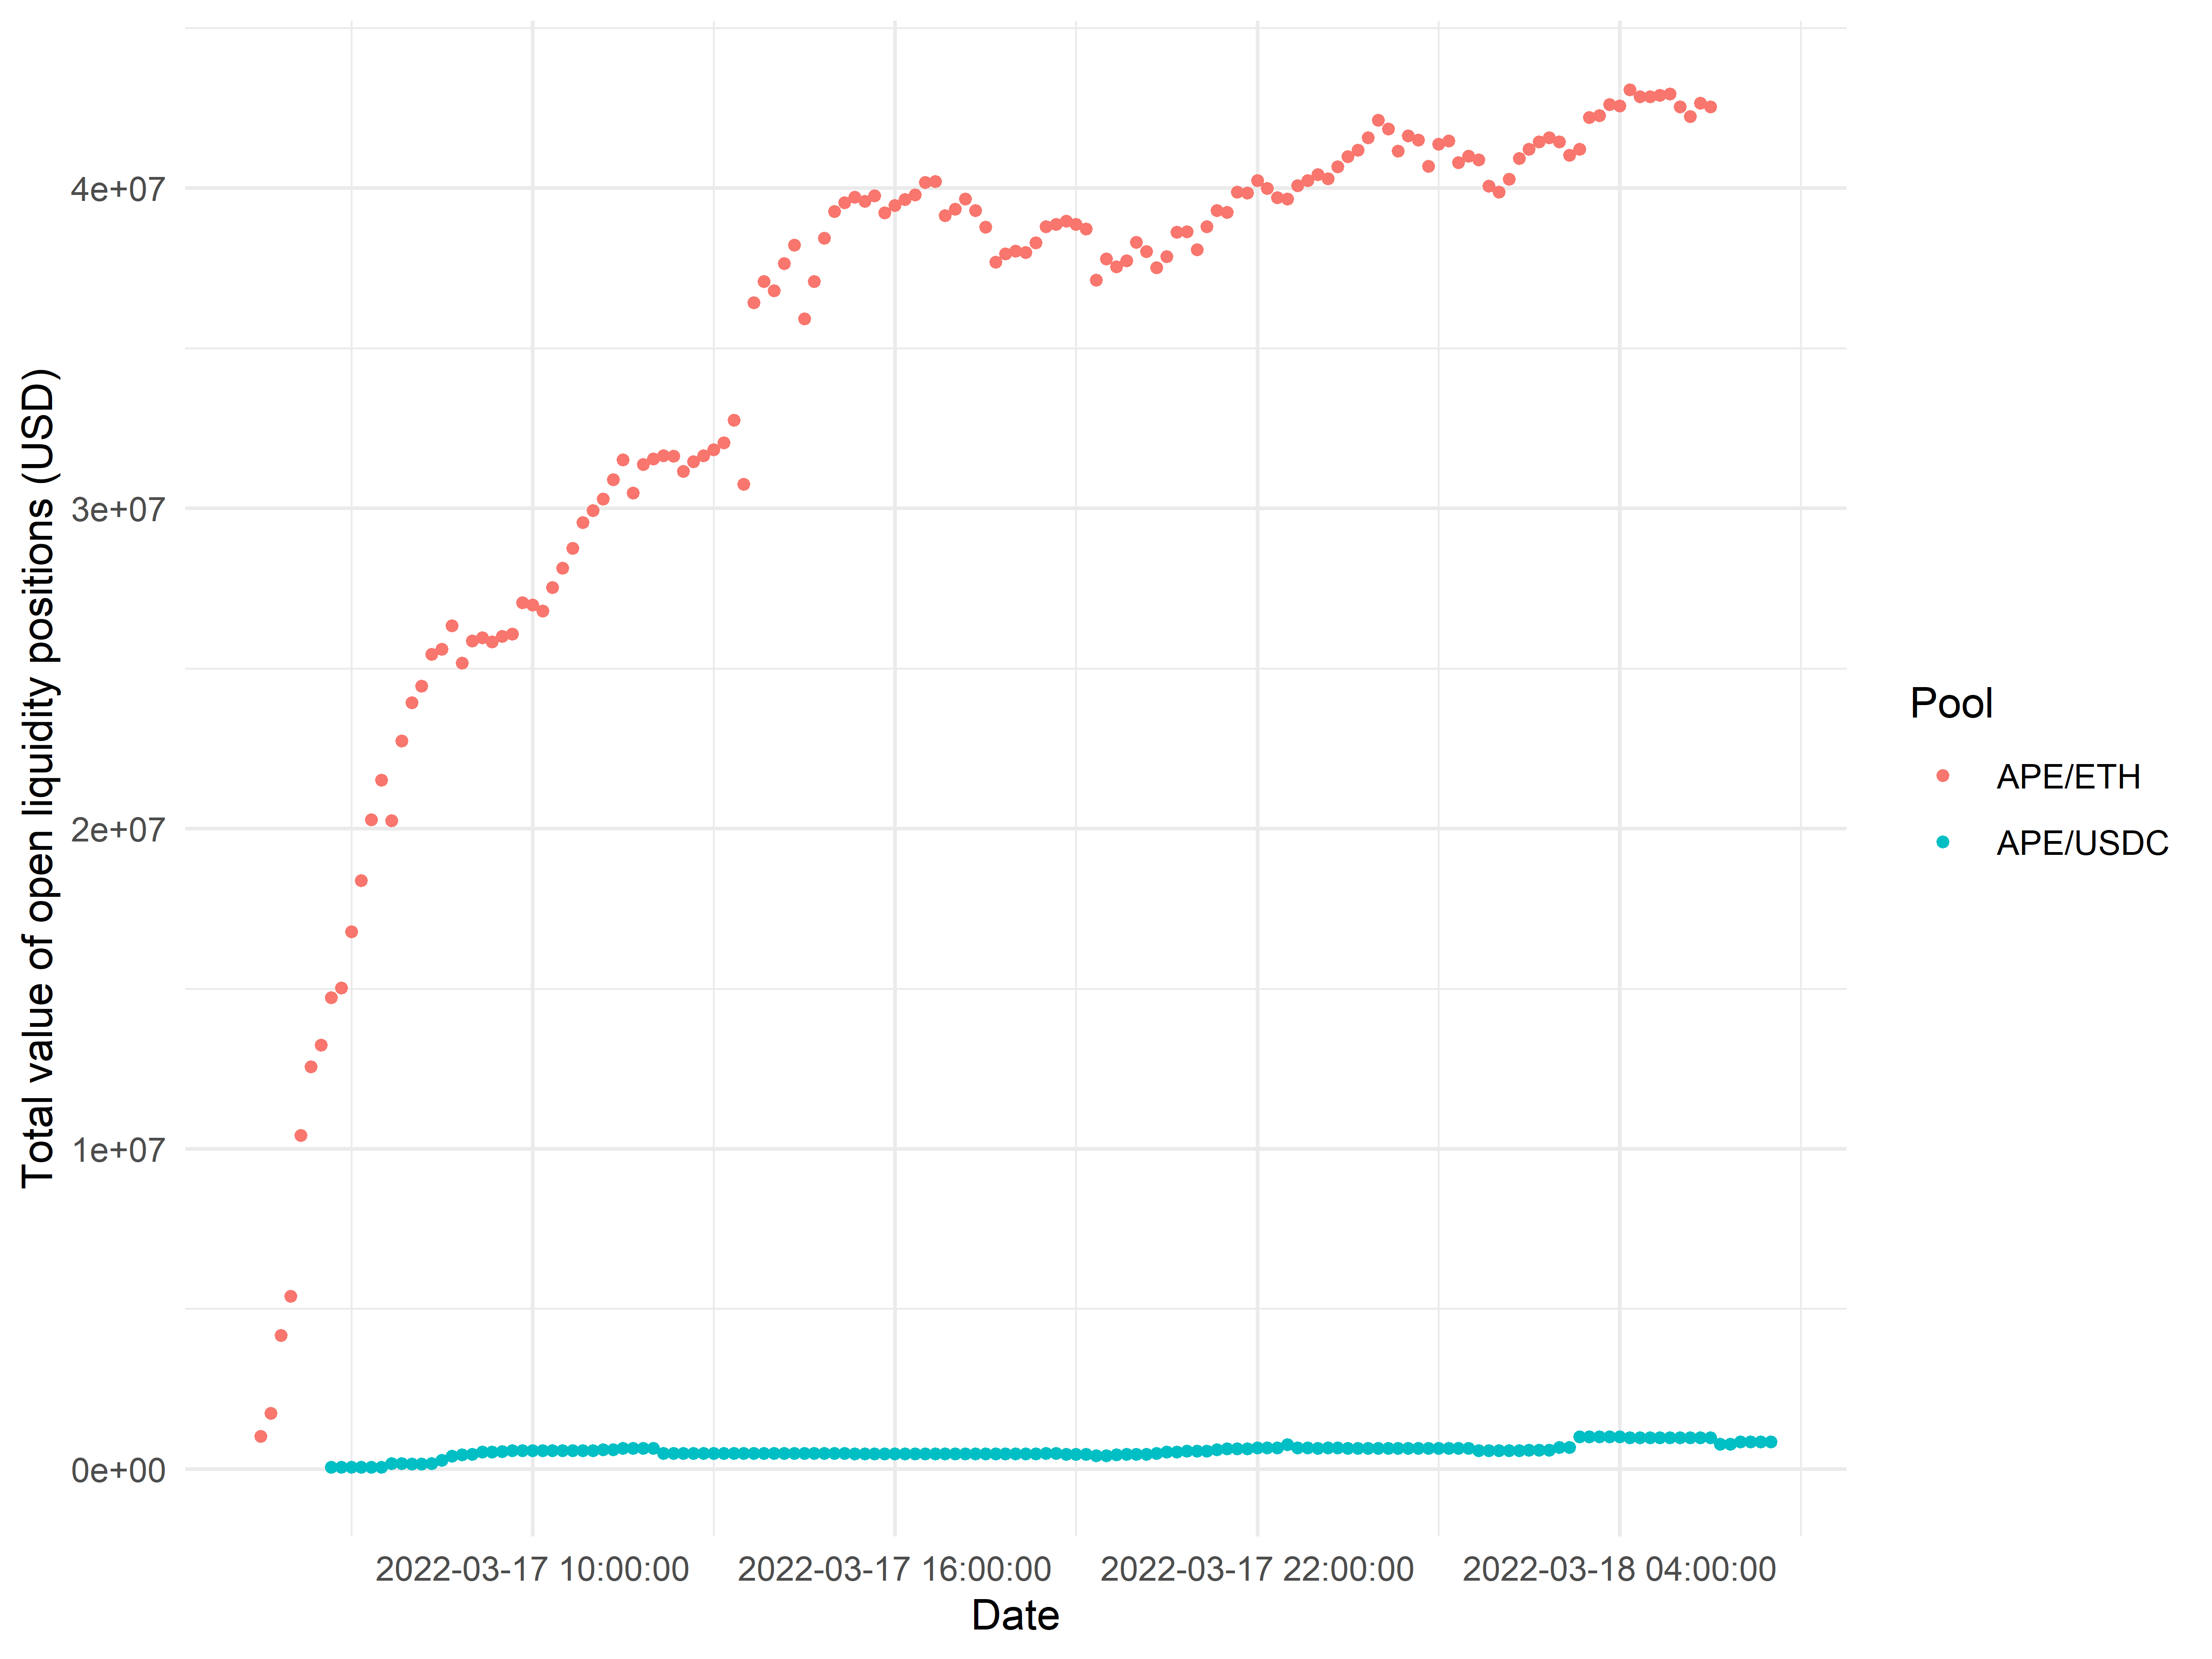 Total value of open liquidity positions (USD)
4e+07
3e+07
2e+07
1e+07
0e+00
2022-03-17 10:00:00
2022-03-17 16:00:00
2022-03-17 22:00:00
2022-03-18 04:00:00
Date
Pool
APE/ETH
APE/USDC